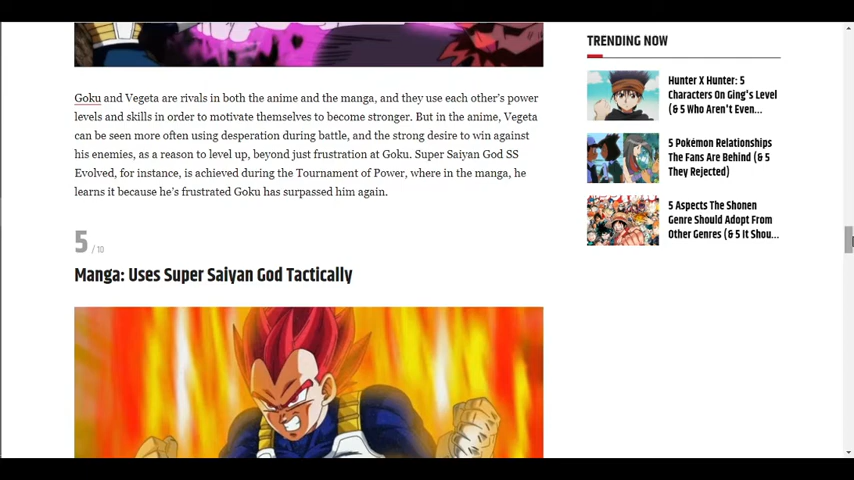 Goku and Vegeta are rivals in both the anime and the manga, and they use each other's power
levels and skills in order to motivate themselves to become stronger. But in the anime, Vegeta
can be seen more often using desperation during battle, and the strong desire to win against
his enemies, as a reason to level up, beyond just frustration at Goku. Super Saiyan God SS
Evolved, for instance, is achieved during the Tournament of Power, where in the manga, he
learns it because he's frustrated Goku has surpassed him again.
5 / 10
Manga: Uses Super Saiyan God Tactically
TRENDING NOW
Hunter X Hunter: 5
Characters On Ging's Level
(& 5 Who Aren't Even...
5 Pokémon Relationships
The Fans Are Behind (& 5
They Rejected)
5 Aspects The Shonen
Genre Should Adopt From
Other Genres (& 5 It Shou...